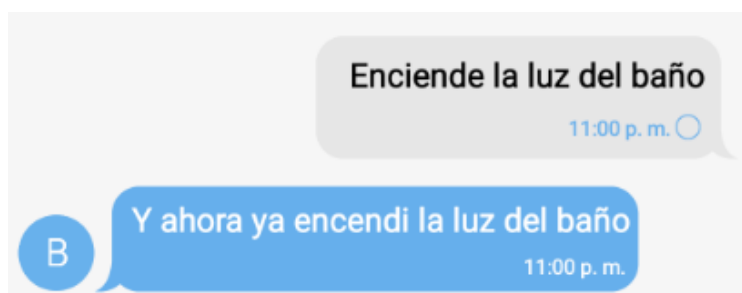 Enciende la luz del baño
11:00 p. m.
Y ahora ya encendi la luz del baño
B
11:00 p. m.